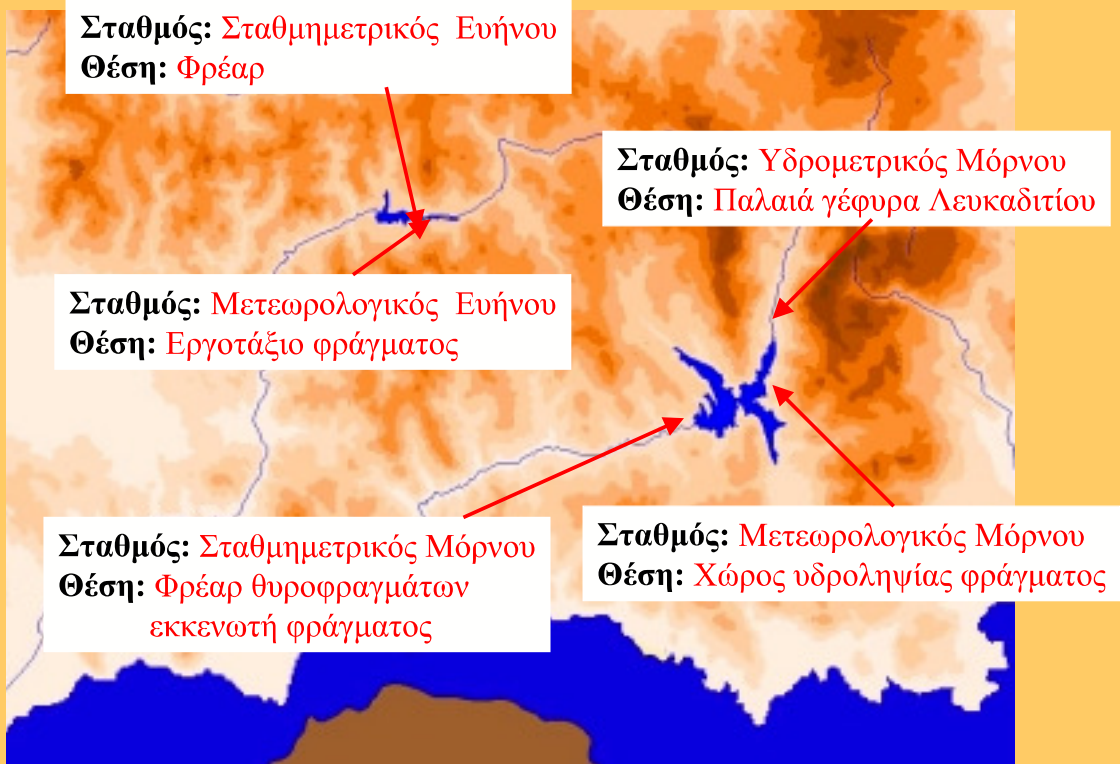 Σταθμός: Σταθμημετρικός Ευήνου
Θέση: Φρέαρ
Σταθμός: Υδρομετρικός Μόρνου
Θέση: Παλαιά γέφυρα Λευκαδιτίου
Σταθμός: Μετεωρολογικός Ευήνου
Θέση: Εργοτάξιο φράγματος
Σταθμός: Σταθμημετρικός Μόρνου
Θέση: Φρέαρ θυροφραγμάτων
εκκενωτή φράγματος
Σταθμός: Μετεωρολογικός Μόρνου
Θέση: Χώρος υδροληψίας φράγματος